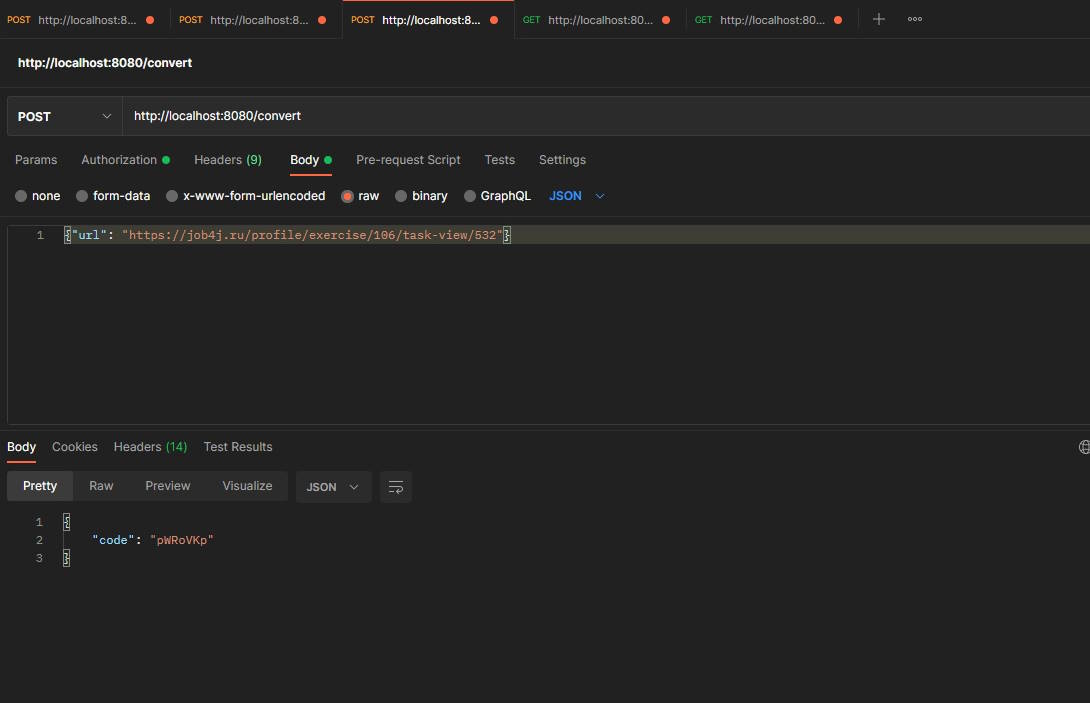 POST http://localhost:8... POST http://localhost:8... POST http://localhost:8... GET http://localhost:80... GET http://localhost:80...
http://localhost:8080/convert
POST http://localhost:8080/convert
Params Authorization Headers (9) Body Pre-request Script Tests Settings
none form-data x-www-form-urlencoded raw binary GraphQL JSON
1 {"url": "https://job4j.ru/profile/exercise/106/task-view/532"}
Body Cookies Headers (14) Test Results
Pretty Raw Preview Visualize JSON
1 {
2 "code": "pWRoVKp"
3 }